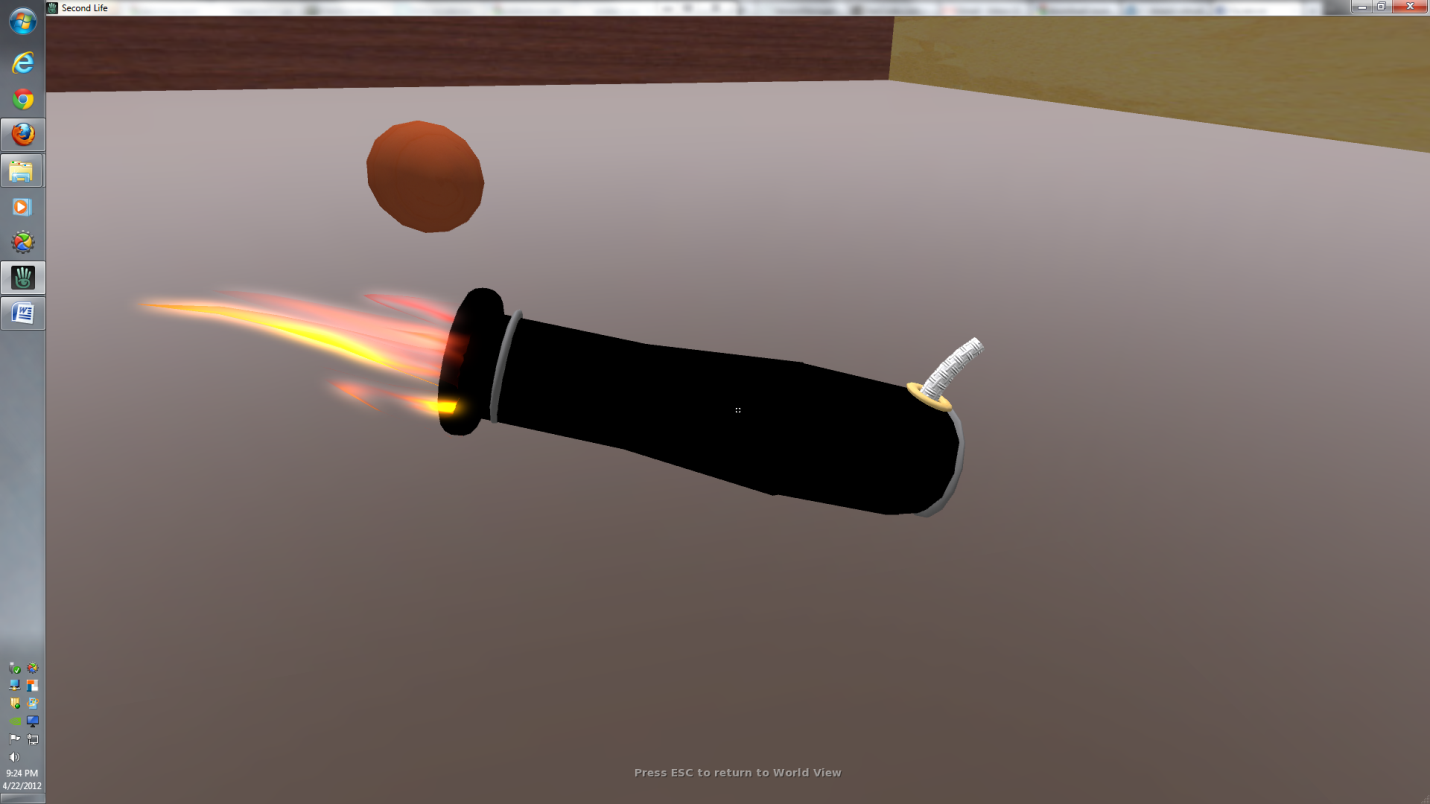 Second Life
Press ESC to return to World View
9:24 PM
4/22/2012